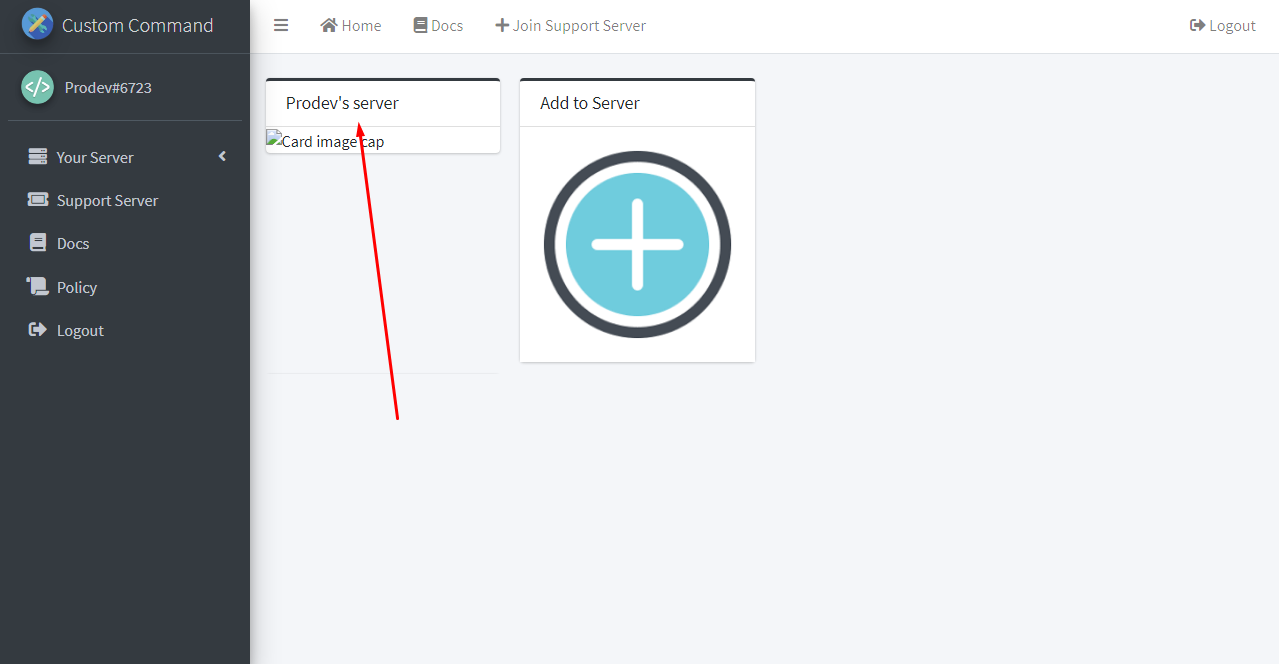 Custom Command
Home
Docs
Join Support Server
Logout
Prodev#6723
Your Server
Support Server
Docs
Policy
Logout
Prodev's server
Card image cap
Add to Server